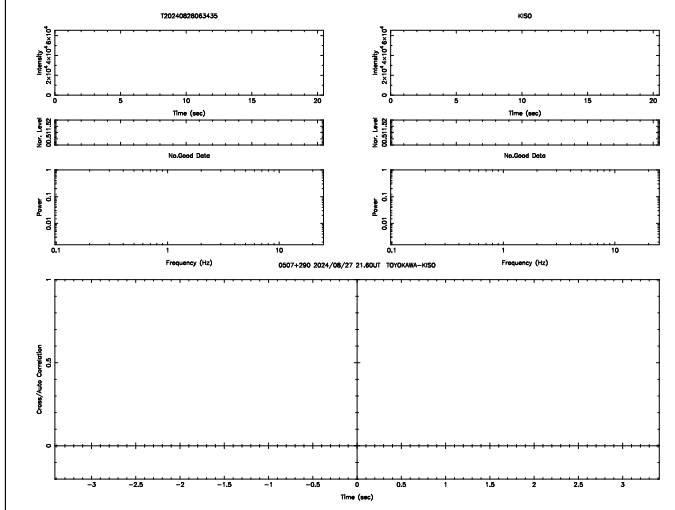 T20240828063435
KISO
Intensity
0 2×10⁴ 4×10⁴ 6×10⁴
0 5 10 15 20
Time (sec)
Intensity
0 2×10⁴ 4×10⁴ 6×10⁴
0 5 10 15 20
Time (sec)
Nor. Level
00.511.52
Nor. Level
00.511.52
No.Good Data
No.Good Data
Power
0.01 0.1 1
0.1 1 10
Frequency (Hz)
Power
0.01 0.1 1
0.1 1 10
Frequency (Hz)
0507+290 2024/08/27 21.60UT TOYOKAWA-KISO
Cross/Auto Correlation
0 0.5 1
-3 -2.5 -2 -1.5 -1 -0.5 0 0.5 1 1.5 2 2.5 3
Time (sec)